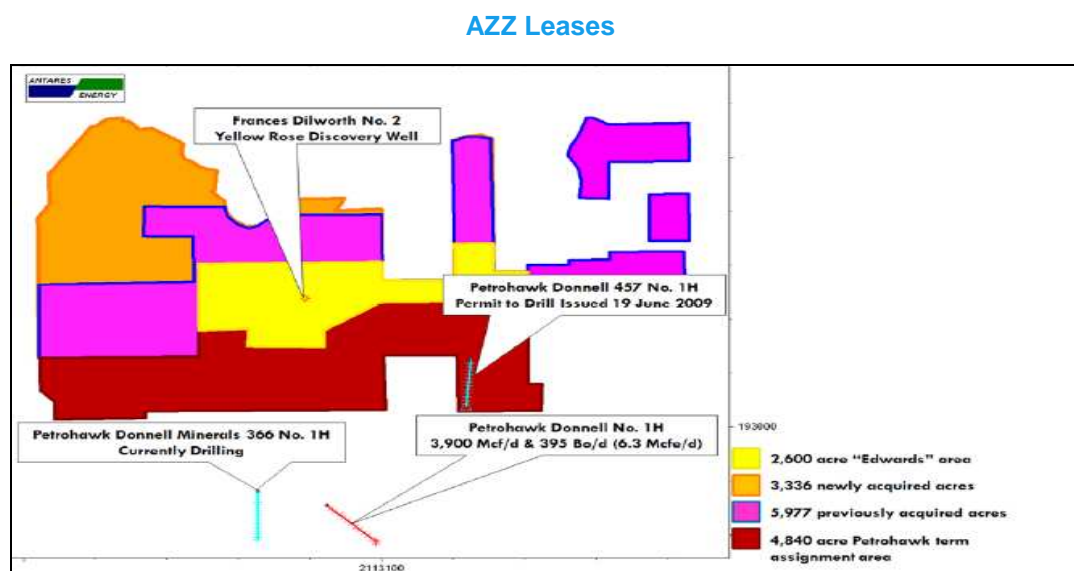 AZZ Leases
ANTARES
ENERGY
Frances Dilworth No. 2
Yellow Rose Discovery Well
Petrohawk Donnell 457 No. 1H
Permit to Drill Issued 19 June 2009
Petrohawk Donnell Minerals 366 No. 1H
Currently Drilling
Petrohawk Donnell No. 1H
3,900 Mcf/d & 395 Bo/d (6.3 Mcfe/d)
193000
2,600 acre “Edwards” area
3,336 newly acquired acres
5,977 previously acquired acres
4,840 acre Petrohawk term
assignment area
2113100